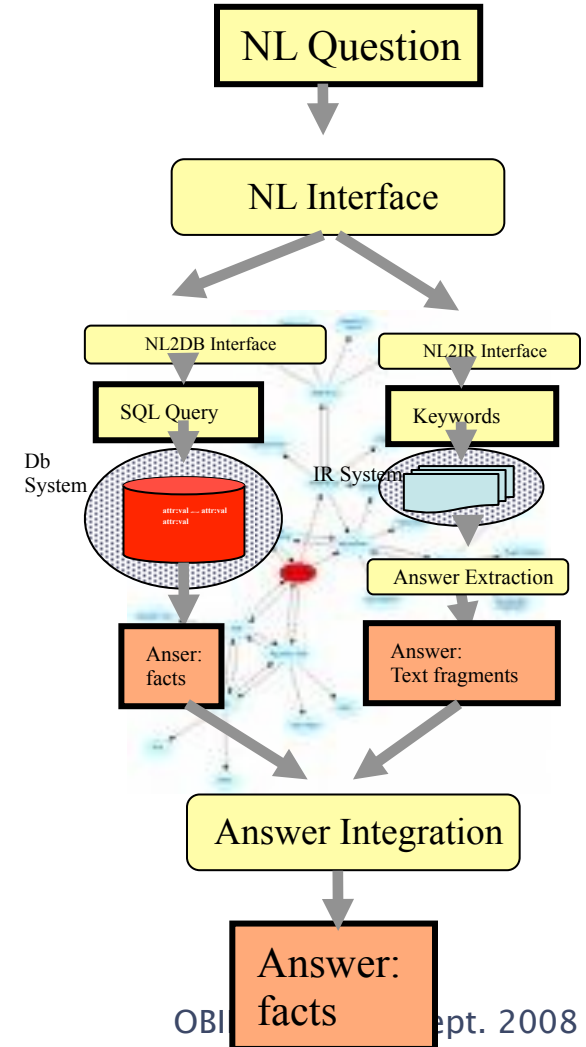 NL Question
NL Interface
NL2DB Interface
NL2IR Interface
SQL Query
Keywords
Db
System
IR System
attr:val .... attr:val
attr:val
Answer Extraction
Anser:
facts
Answer:
Text fragments
Answer Integration
Answer:
facts
OBI ept. 2008